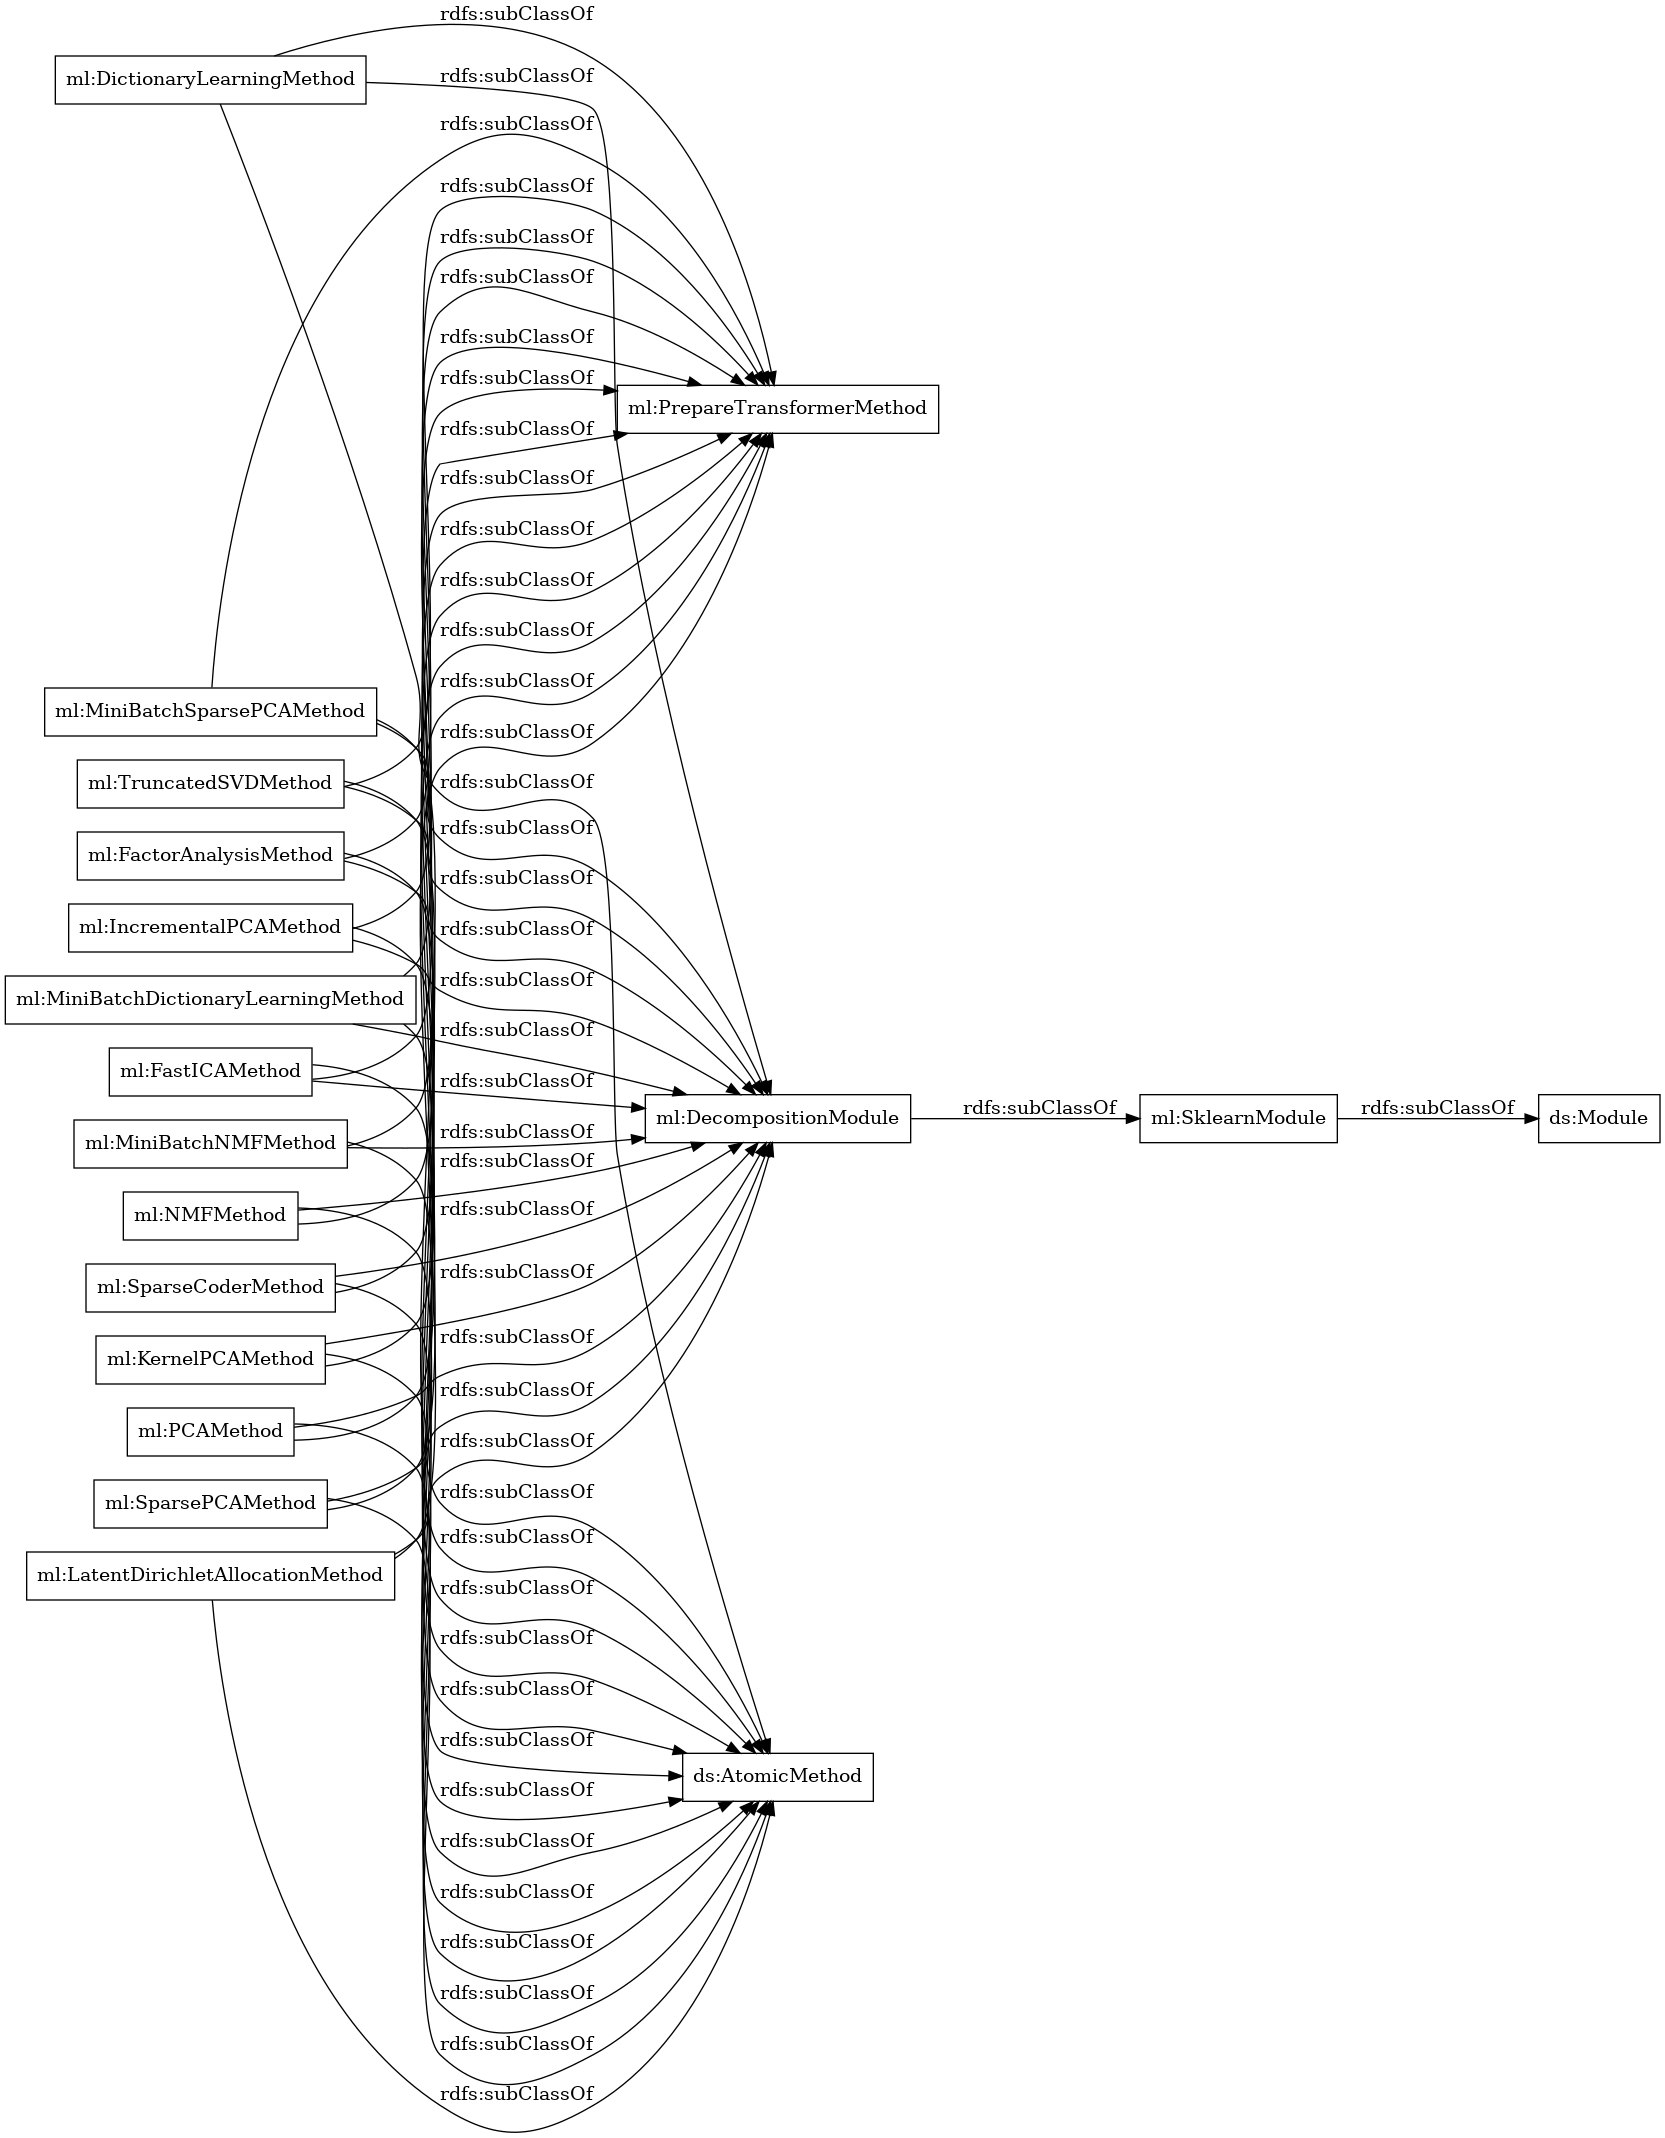 rdfs:subClassOf
rdfs:subClassOf
ml:DictionaryLearningMethod
rdfs:subClassOf
rdfs:subClassOf
rdfs:subClassOf
rdfs:subClassOf
rdfs:subClassOf
rdfs:subClassOf
ml:PrepareTransformerMethod
rdfs:subClassOf
rdfs:subClassOf
rdfs:subClassOf
rdfs:subClassOf
rdfs:subClassOf
rdfs:subClassOf
ml:MiniBatchSparsePCAMethod
rdfs:subClassOf
rdfs:subClassOf
ml:TruncatedSVDMethod
rdfs:subClassOf
ml:FactorAnalysisMethod
rdfs:subClassOf
ml:IncrementalPCAMethod
rdfs:subClassOf
rdfs:subClassOf
ml:MiniBatchDictionaryLearningMethod
rdfs:subClassOf
ml:FastICAMethod
rdfs:subClassOf
rdfs:subClassOf
rdfs:subClassOf
ml:DecompositionModule
ml:SklearnModule
ds:Module
rdfs:subClassOf
ml:MiniBatchNMFMethod
rdfs:subClassOf
rdfs:subClassOf
ml:NMFMethod
rdfs:subClassOf
ml:SparseCoderMethod
rdfs:subClassOf
ml:KernelPCAMethod
rdfs:subClassOf
ml:PCAMethod
rdfs:subClassOf
rdfs:subClassOf
ml:SparsePCAMethod
rdfs:subClassOf
ml:LatentDirichletAllocationMethod
rdfs:subClassOf
rdfs:subClassOf
rdfs:subClassOf
rdfs:subClassOf
ds:AtomicMethod
rdfs:subClassOf
rdfs:subClassOf
rdfs:subClassOf
rdfs:subClassOf
rdfs:subClassOf
rdfs:subClassOf
rdfs:subClassOf